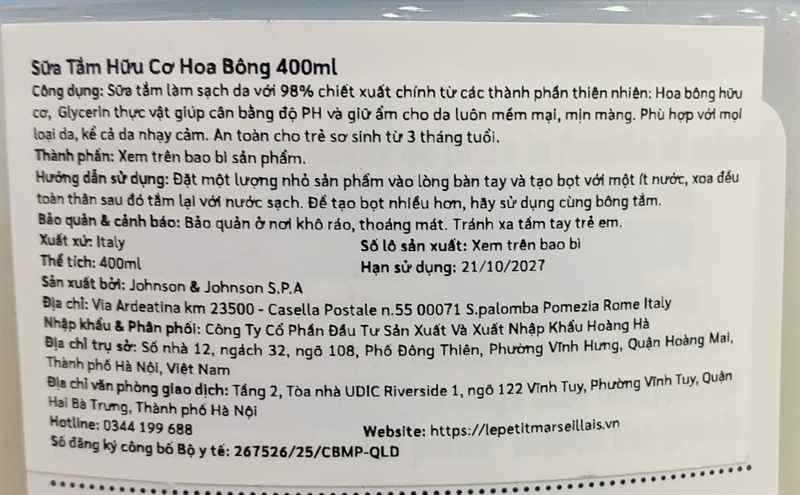 Sữa Tắm Hữu Cơ Hoa Bông 400ml
Công dụng: Sữa tắm làm sạch da với 98% chiết xuất chính từ các thành phần thiên nhiên: Hoa bông hữu
cơ, Glycerin thực vật giúp cân bằng độ PH và giữ ẩm cho da luôn mềm mại, mịn màng. Phù hợp với mọi
loại da, kể cả da nhạy cảm. An toàn cho trẻ sơ sinh từ 3 tháng tuổi.
Thành phần: Xem trên bao bì sản phẩm.
Hướng dẫn sử dụng: Đặt một lượng nhỏ sản phẩm vào lòng bàn tay và tạo bọt với một ít nước, xoa đều
toàn thân sau đó tắm lại với nước sạch. Để tạo bọt nhiều hơn, hãy sử dụng cùng bông tắm.
Bảo quản & cảnh báo: Bảo quản ở nơi khô ráo, thoáng mát. Tránh xa tầm tay trẻ em.
Xuất xứ: Italy Số lô sản xuất: Xem trên bao bì
Thể tích: 400ml Hạn sử dụng: 21/10/2027
Sản xuất bởi: Johnson & Johnson S.P.A
Địa chỉ: Via Ardeatina km 23500 - Casella Postale n.55 00071 S.palomba Pomezia Rome Italy
Nhập khẩu & Phân phối: Công Ty Cổ Phần Đầu Tư Sản Xuất Và Xuất Nhập Khẩu Hoàng Hà
Địa chỉ trụ sở: Số nhà 12, ngách 32, ngõ 108, Phố Đông Thiên, Phường Vĩnh Hưng, Quận Hoàng Mai,
Thành phố Hà Nội, Việt Nam
Địa chỉ văn phòng giao dịch: Tầng 2, Tòa nhà UDIC Riverside 1, ngõ 122 Vĩnh Tuy, Phường Vĩnh Tuy, Quận
Hai Bà Trưng, Thành phố Hà Nội
Hotline: 0344 199 688 Website: https://lepetitmarseillais.vn
Số đăng ký công bố Bộ y tế: 267526/25/CBMP-QLD